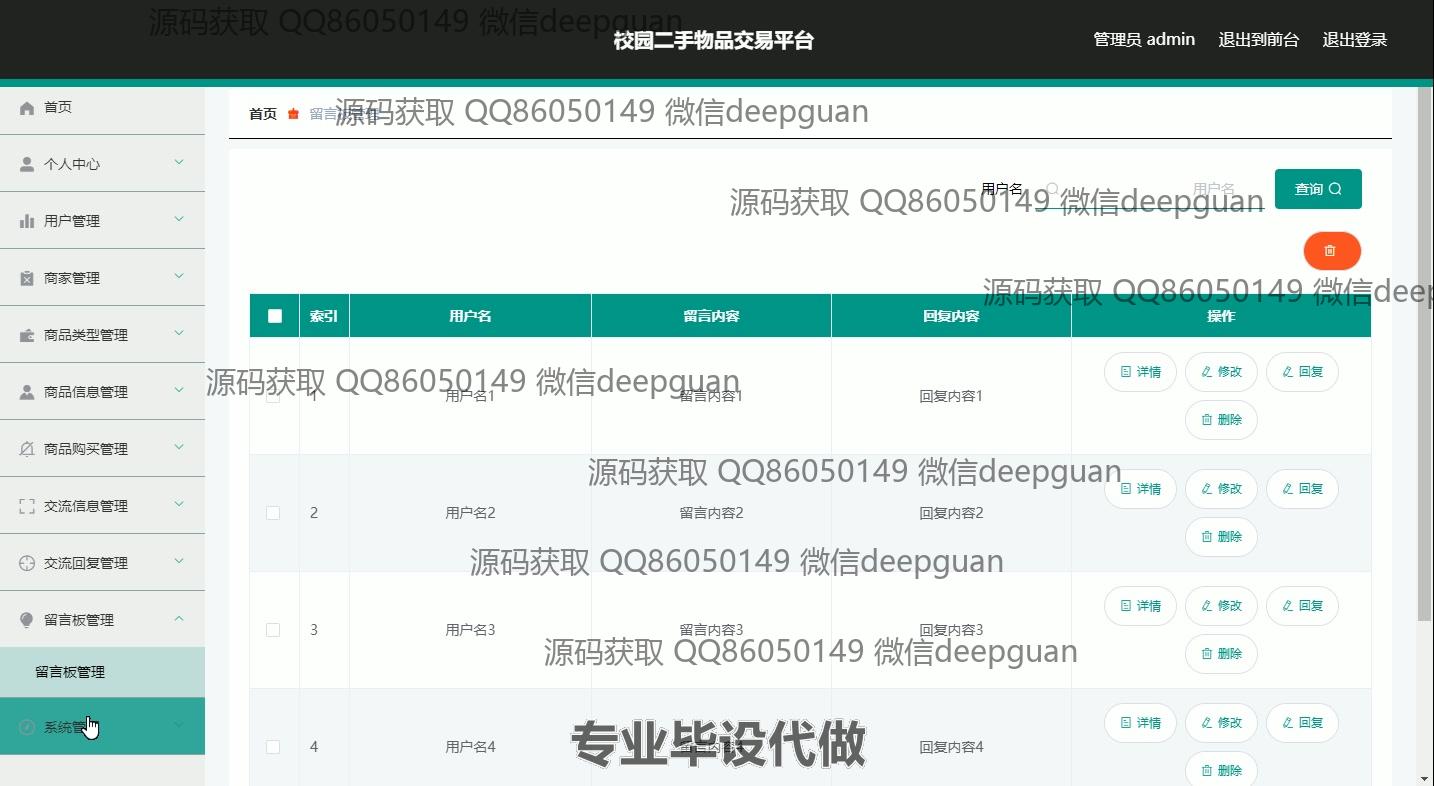 源码获取 QQ86050149 微信deepguan
校园二手物品交易平台
管理员 admin 退出到前台 退出登录
首页
首页 留言板管理
源码获取 QQ86050149 微信deepguan
个人中心
用户名 用户名 查询
源码获取 QQ86050149 微信deepguan
用户管理
商家管理
源码获取 QQ86050149 微信deep
索引 用户名 留言内容 回复内容 操作
商品类型管理
详情 修改 回复
源码获取 QQ86050149 微信deepguan
商品信息管理
1 用户名1 留言内容1 回复内容1
删除
商品购买管理
源码获取 QQ86050149 微信deepguan
详情 修改 回复
交流信息管理
2 用户名2 留言内容2 回复内容2
删除
源码获取 QQ86050149 微信deepguan
交流回复管理
详情 修改 回复
留言板管理
3 用户名3 留言内容3 回复内容3
源码获取 QQ86050149 微信deepguan
删除
留言板管理
详情 修改 回复
系统管
4 用户名4 留言内容4 回复内容4
专业毕设代做
删除